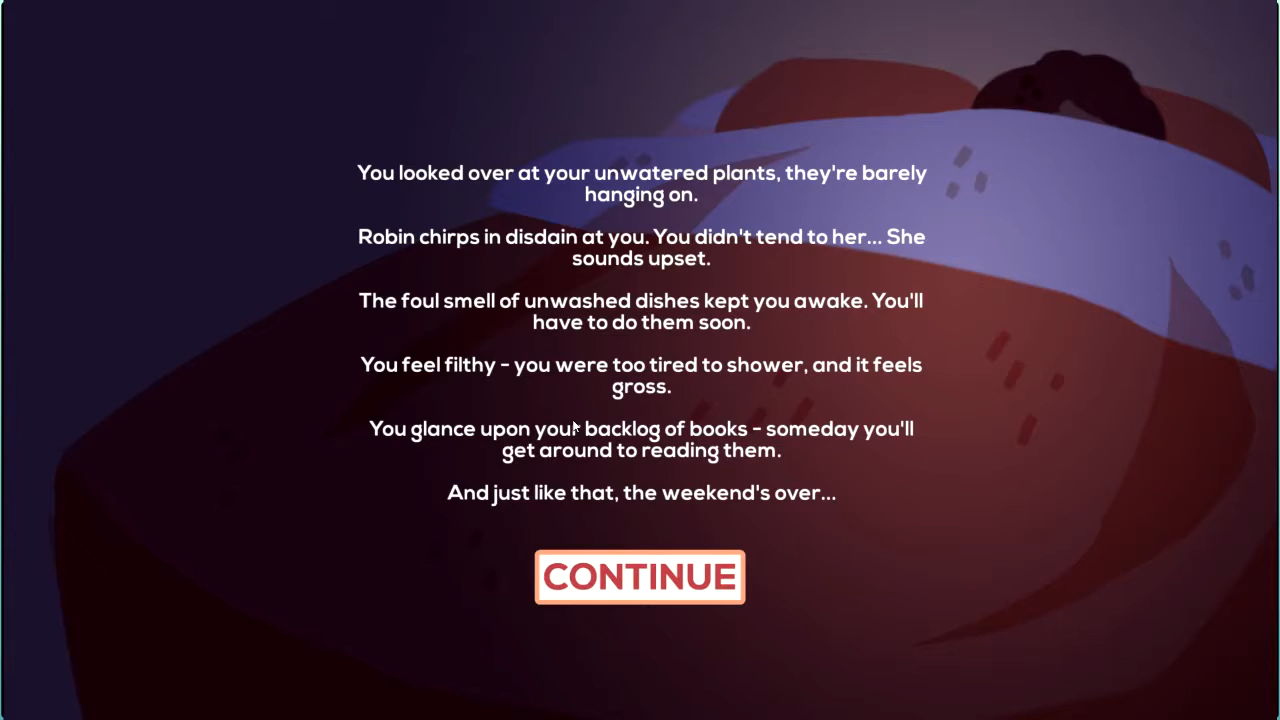 You looked over at your unwatered plants, they're barely
hanging on.
Robin chirps in disdain at you. You didn't tend to her... She
sounds upset.
The foul smell of unwashed dishes kept you awake. You'll
have to do them soon.
You feel filthy - you were too tired to shower, and it feels
gross.
You glance upon your backlog of books - someday you'll
get around to reading them.
And just like that, the weekend's over...
CONTINUE